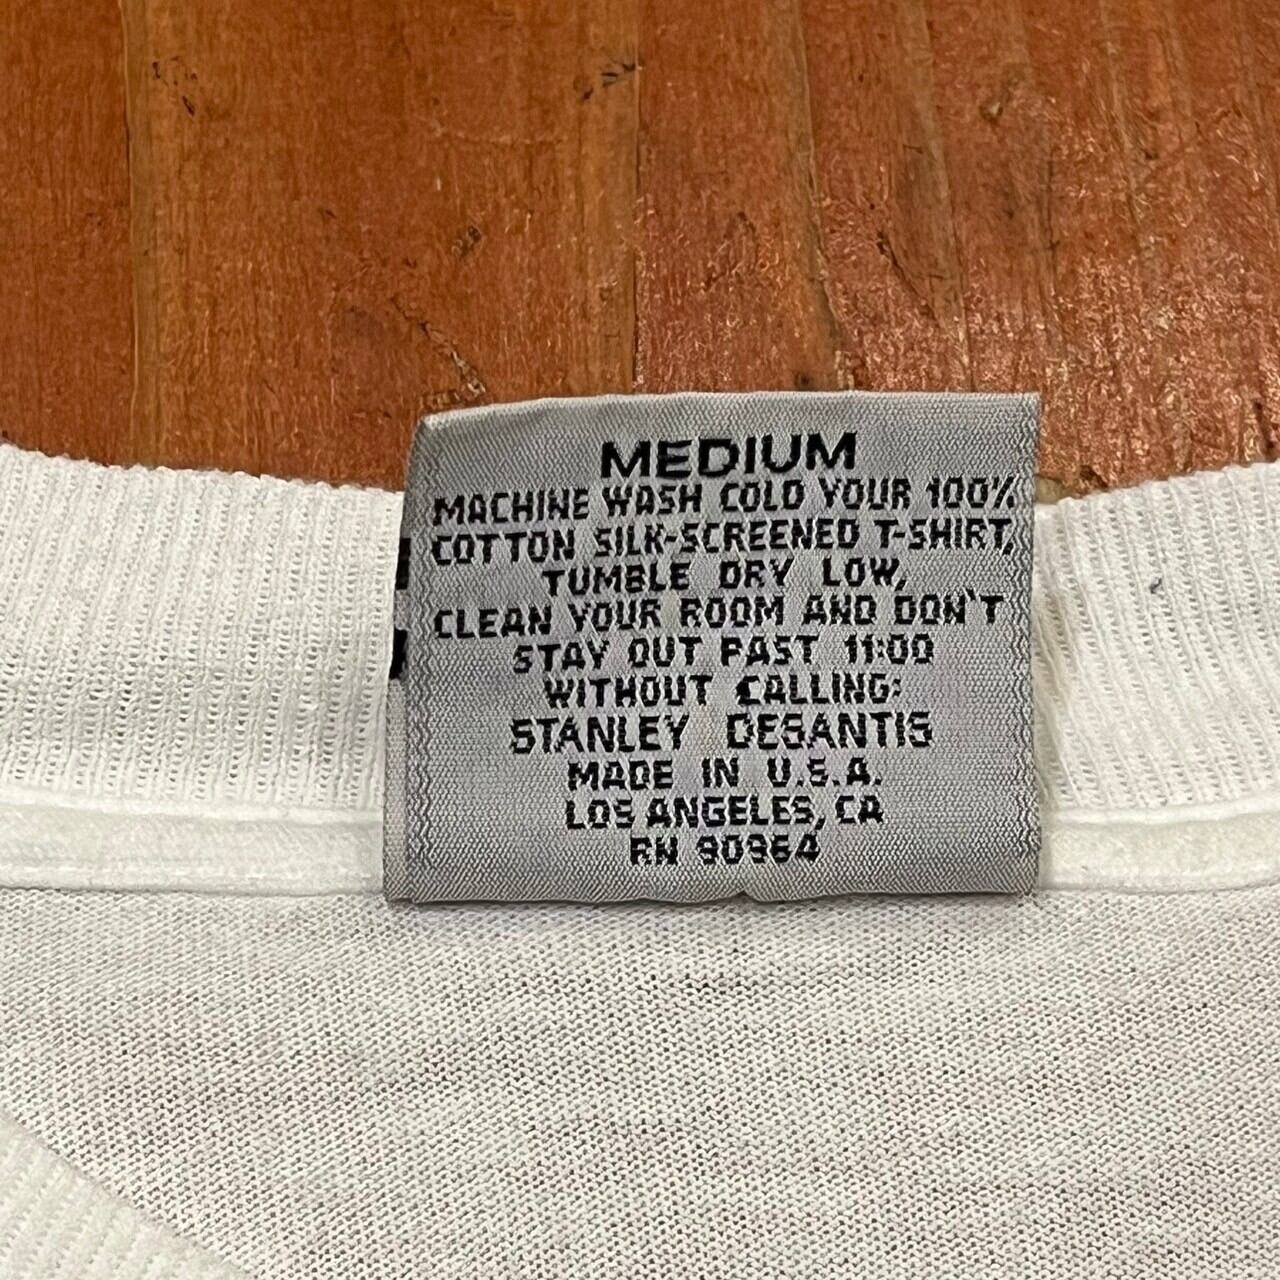 MEDIUM
MACHINE WASH COLD YOUR 100%
COTTON SILK-SCREENED T-SHIRT,
TUMBLE DRY LOW,
CLEAN YOUR ROOM AND DON'T
STAY OUT PAST 11:00
WITHOUT CALLING:
STANLEY DESANTIS
MADE IN U.S.A.
LOS ANGELES, CA
RN 90964